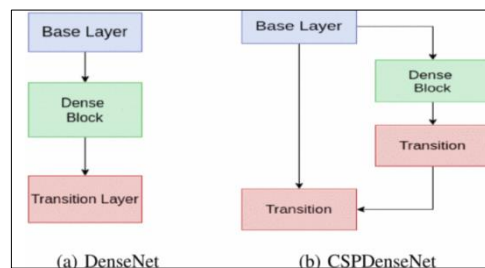 Base Layer
Dense
Block
Transition Layer
(a) DenseNet
Base Layer
Dense
Block
Transition
Transition
(b) CSPDenseNet